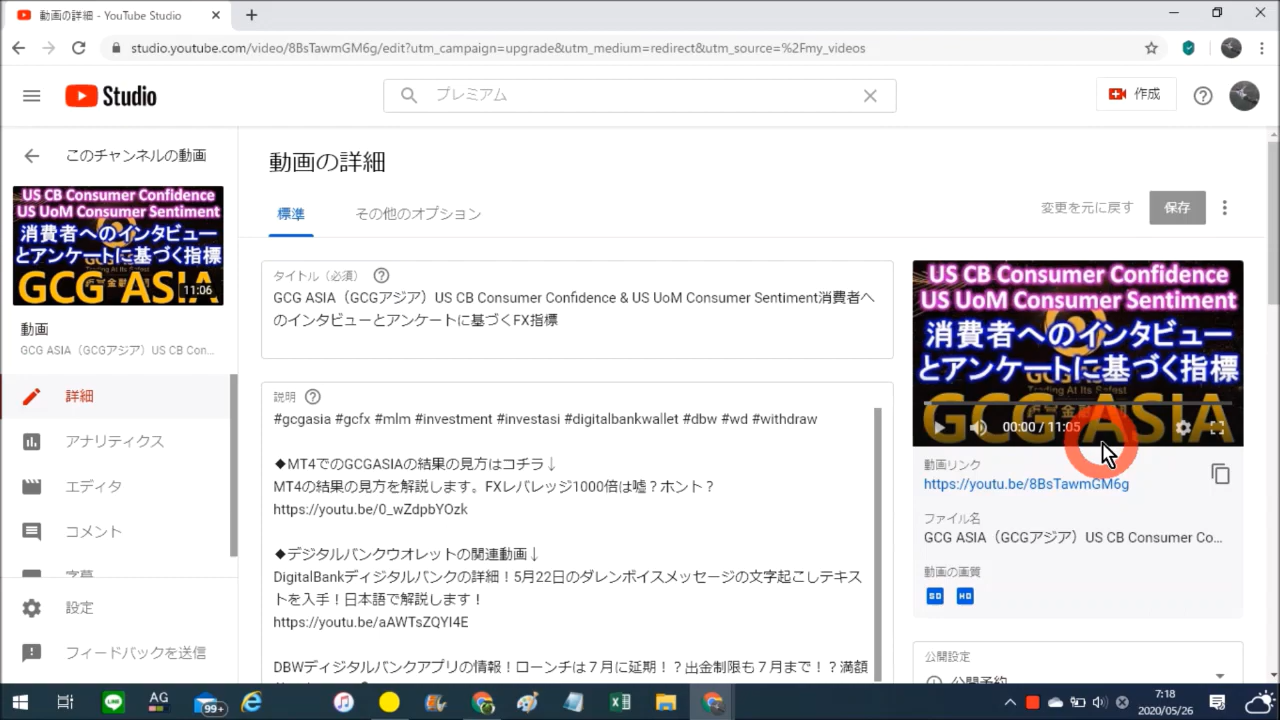 動画の詳細 - YouTube Studio
studio.youtube.com/video/8BsTawmGM6g/edit?utm_campaign=upgrade&utm_medium=redirect&utm_source=%2Fmy_videos
Studio
プレミアム
作成
このチャンネルの動画
US CB Consumer Confidence
US UoM Consumer Sentiment
消費者へのインタビュー
とアンケートに基づく指標
GCG ASIA
11:06
動画
GCG ASIA（GCGアジア）US CB Con...
詳細
アナリティクス
エディタ
コメント
字幕
設定
フィードバックを送信
動画の詳細
標準
その他のオプション
変更を元に戻す
保存
タイトル（必須）
GCG ASIA（GCGアジア）US CB Consumer Confidence & US UoM Consumer Sentiment消費者へ
のインタビューとアンケートに基づくFX指標
説明
#gcgasia #gcfx #mlm #investment #investasi #digitalbankwallet #dbw #wd #withdraw
◆MT4でのGCGASIAの結果の見方はコチラ↓
MT4の結果の見方を解説します。FXレバレッジ1000倍は嘘？ホント？
https://youtu.be/0_wZdpbYOzk
◆デジタルバンクウオレットの関連動画↓
DigitalBankディジタルバンクの詳細！5月22日のダレンボイスメッセージの文字起こしテキス
トを入手！日本語で解説します！
https://youtu.be/aAWTsZQYI4E
DBWディジタルバンクアプリの情報！ローンチは７月に延期！？出金制限も７月まで！？満額
US CB Consumer Confidence
US UoM Consumer Sentiment
消費者へのインタビュー
とアンケートに基づく指標
Trading At Its Safest
GCG ASIA
00:00 / 11:05
動画リンク
https://youtu.be/8BsTawmGM6g
ファイル名
GCG ASIA（GCGアジア）US CB Consumer Co...
動画の画質
SD
HD
公開設定
公開予約
LINE
AG
99+
7:18
2020/05/26